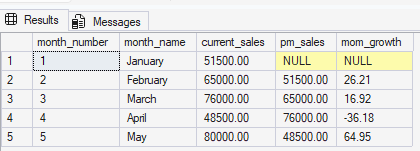 Results Messages
month_number month_name current_sales pm_sales mom_growth
1 1 January 51500.00 NULL NULL
2 2 February 65000.00 51500.00 26.21
3 3 March 76000.00 65000.00 16.92
4 4 April 48500.00 76000.00 -36.18
5 5 May 80000.00 48500.00 64.95